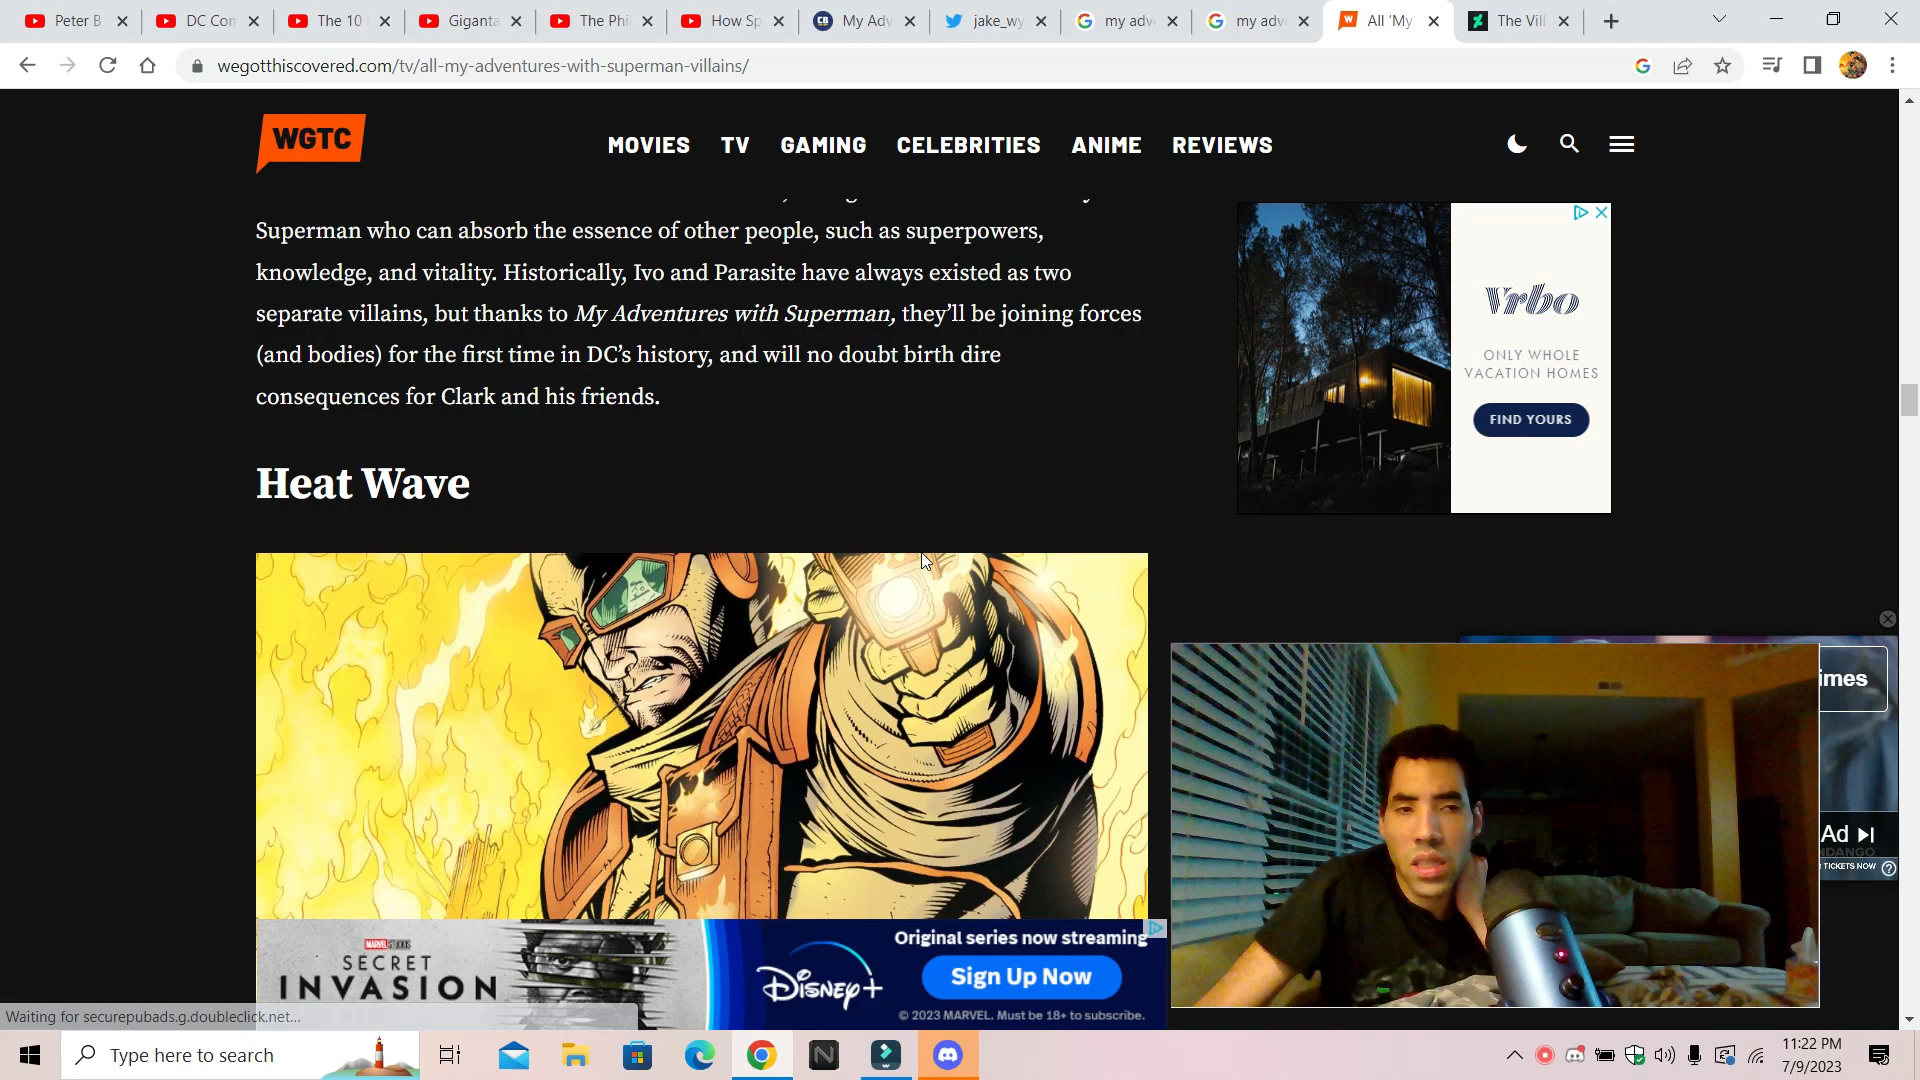 Peter B
DC Con
The 10
Giganta
The Phi
How Sp
My Adv
jake_wy
my adve
my adve
All 'My
The Vill
wegotthiscovered.com/tv/all-my-adventures-with-superman-villains/
WGTC
MOVIES TV GAMING CELEBRITIES ANIME REVIEWS
Superman who can absorb the essence of other people, such as superpowers,
knowledge, and vitality. Historically, Ivo and Parasite have always existed as two
separate villains, but thanks to My Adventures with Superman, they'll be joining forces
(and bodies) for the first time in DC's history, and will no doubt birth dire
consequences for Clark and his friends.
Heat Wave
Vrbo
ONLY WHOLE
VACATION HOMES
FIND YOURS
imes
Ad
TICKETS NOW
MARVEL STUDIOS
SECRET
INVASION
Disney+
Original series now streaming
Sign Up Now
© 2023 MARVEL. Must be 18+ to subscribe.
Waiting for securepubads.g.doubleclick.net...
Type here to search
11:22 PM
7/9/2023